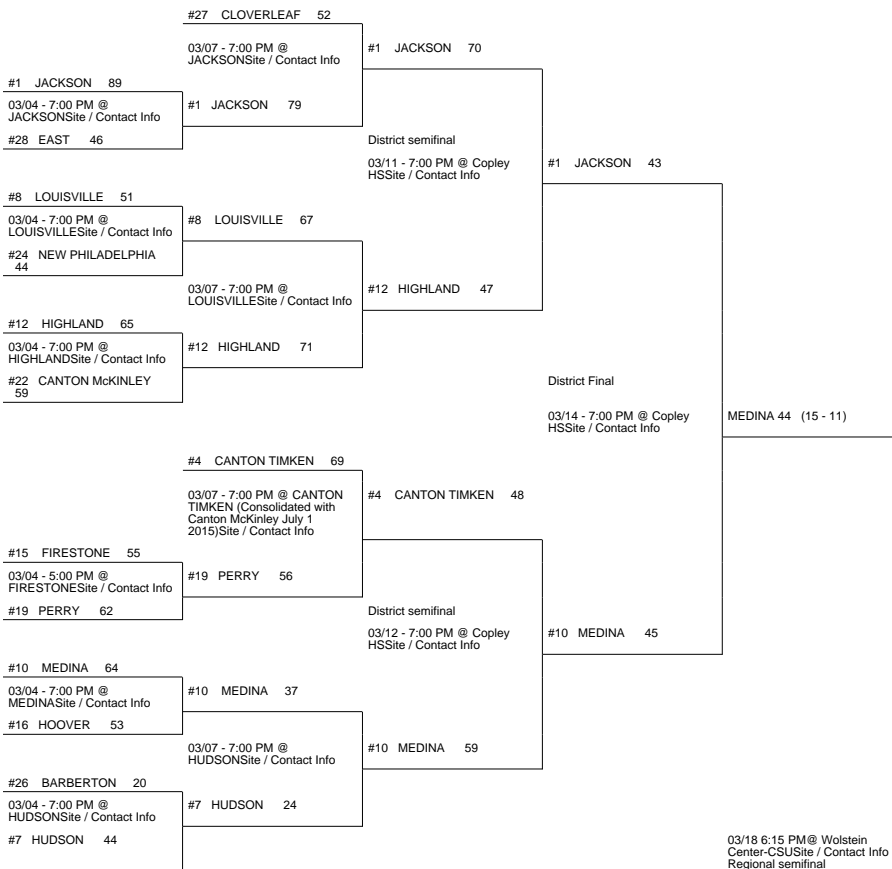 #27 CLOVERLEAF 52
03/07 - 7:00 PM @
JACKSONSite / Contact Info
#1 JACKSON 70
#1 JACKSON 89
03/04 - 7:00 PM @
JACKSONSite / Contact Info
#1 JACKSON 79
#28 EAST 46
District semifinal
03/11 - 7:00 PM @ Copley
HSSite / Contact Info
#1 JACKSON 43
#8 LOUISVILLE 51
03/04 - 7:00 PM @
LOUISVILLESite / Contact Info
#8 LOUISVILLE 67
#24 NEW PHILADELPHIA
44
03/07 - 7:00 PM @
LOUISVILLESite / Contact Info
#12 HIGHLAND 47
#12 HIGHLAND 65
03/04 - 7:00 PM @
HIGHLANDSite / Contact Info
#12 HIGHLAND 71
#22 CANTON McKINLEY
59
District Final
03/14 - 7:00 PM @ Copley
HSSite / Contact Info
MEDINA 44 (15 - 11)
#4 CANTON TIMKEN 69
03/07 - 7:00 PM @ CANTON
TIMKEN (Consolidated with
Canton McKinley July 1
2015)Site / Contact Info
#4 CANTON TIMKEN 48
#15 FIRESTONE 55
03/04 - 5:00 PM @
FIRESTONESite / Contact Info
#19 PERRY 56
#19 PERRY 62
District semifinal
03/12 - 7:00 PM @ Copley
HSSite / Contact Info
#10 MEDINA 45
#10 MEDINA 64
03/04 - 7:00 PM @
MEDINASite / Contact Info
#10 MEDINA 37
#16 HOOVER 53
03/07 - 7:00 PM @
HUDSONSite / Contact Info
#10 MEDINA 59
#26 BARBERTON 20
03/04 - 7:00 PM @
HUDSONSite / Contact Info
#7 HUDSON 24
#7 HUDSON 44
03/18 6:15 PM@ Wolstein
Center-CSUSite / Contact Info
Regional semifinal